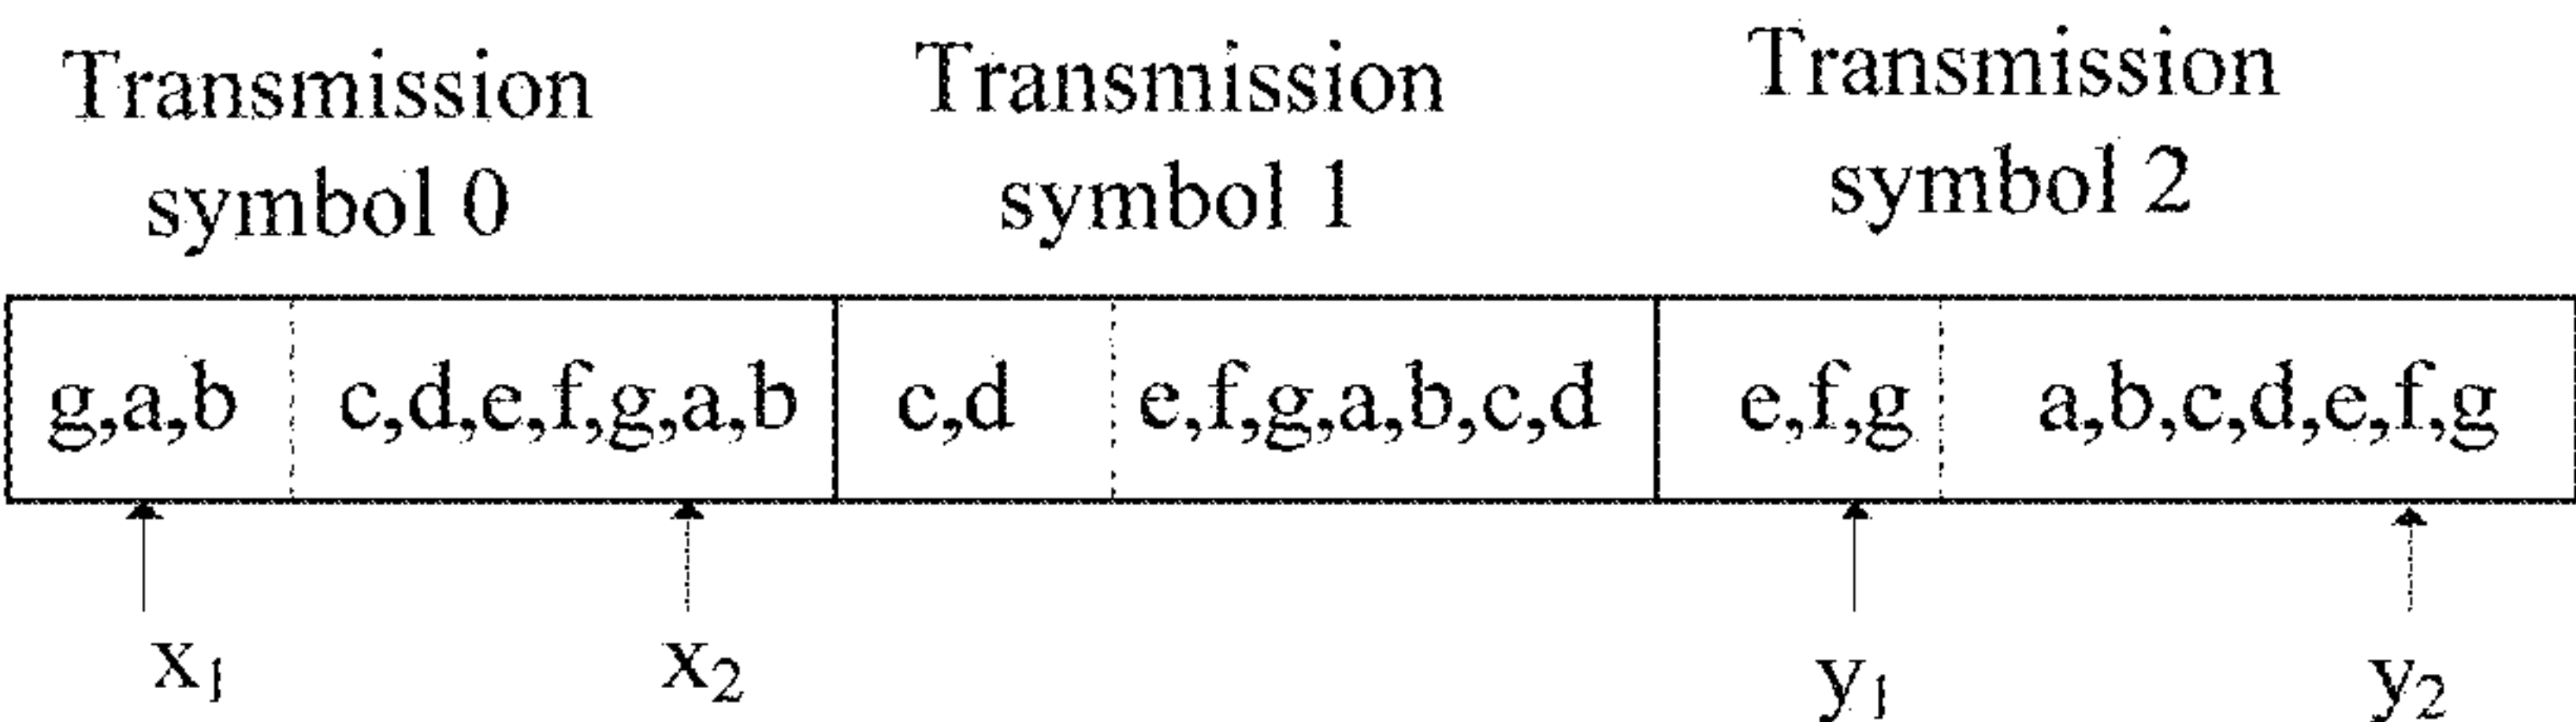 Transmission symbol 0
Transmission symbol 1
Transmission symbol 2
g,a,b
c,d,e,f,g,a,b
c,d
e,f,g,a,b,c,d
e,f,g
a,b,c,d,e,f,g
x1
x2
y1
y2